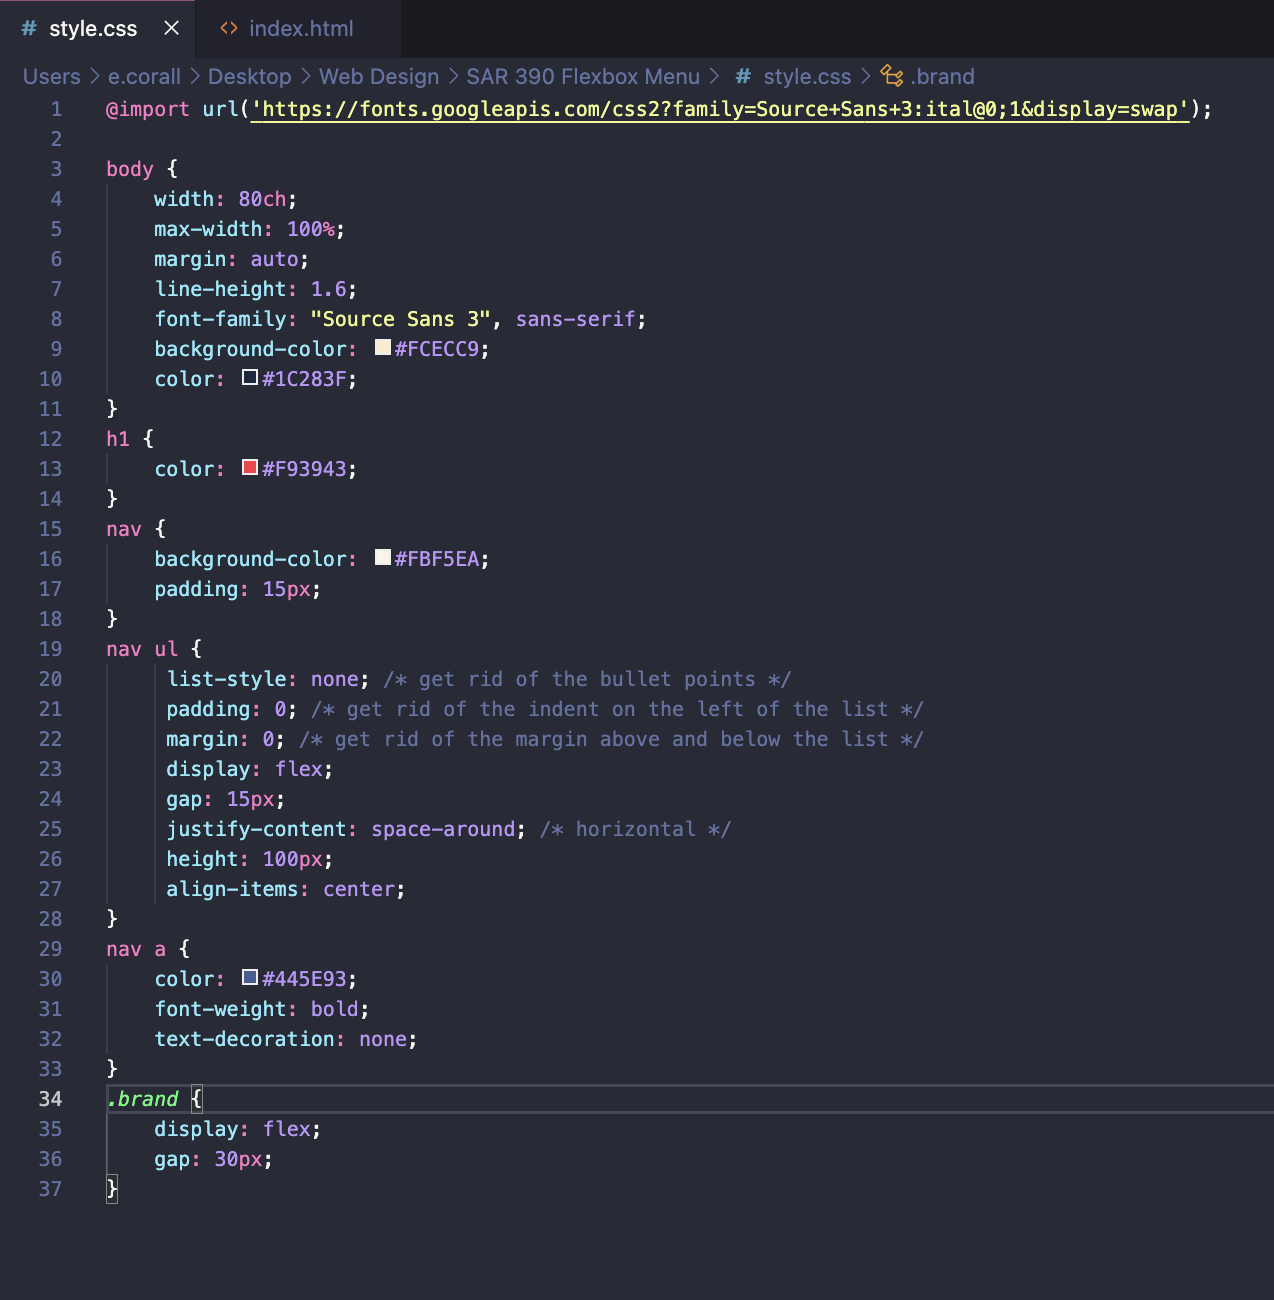 # style.css × <> index.html
Users > e.corall > Desktop > Web Design > SAR 390 Flexbox Menu > # style.css > .brand
1 @import url('https://fonts.googleapis.com/css2?family=Source+Sans+3:ital@0;1&display=swap');
2
3 body {
4 width: 80ch;
5 max-width: 100%;
6 margin: auto;
7 line-height: 1.6;
8 font-family: "Source Sans 3", sans-serif;
9 background-color: #FCECC9;
10 color: #1C283F;
11 }
12 h1 {
13 color: #F93943;
14 }
15 nav {
16 background-color: #FBF5EA;
17 padding: 15px;
18 }
19 nav ul {
20 list-style: none; /* get rid of the bullet points */
21 padding: 0; /* get rid of the indent on the left of the list */
22 margin: 0; /* get rid of the margin above and below the list */
23 display: flex;
24 gap: 15px;
25 justify-content: space-around; /* horizontal */
26 height: 100px;
27 align-items: center;
28 }
29 nav a {
30 color: #445E93;
31 font-weight: bold;
32 text-decoration: none;
33 }
34 .brand {
35 display: flex;
36 gap: 30px;
37 }